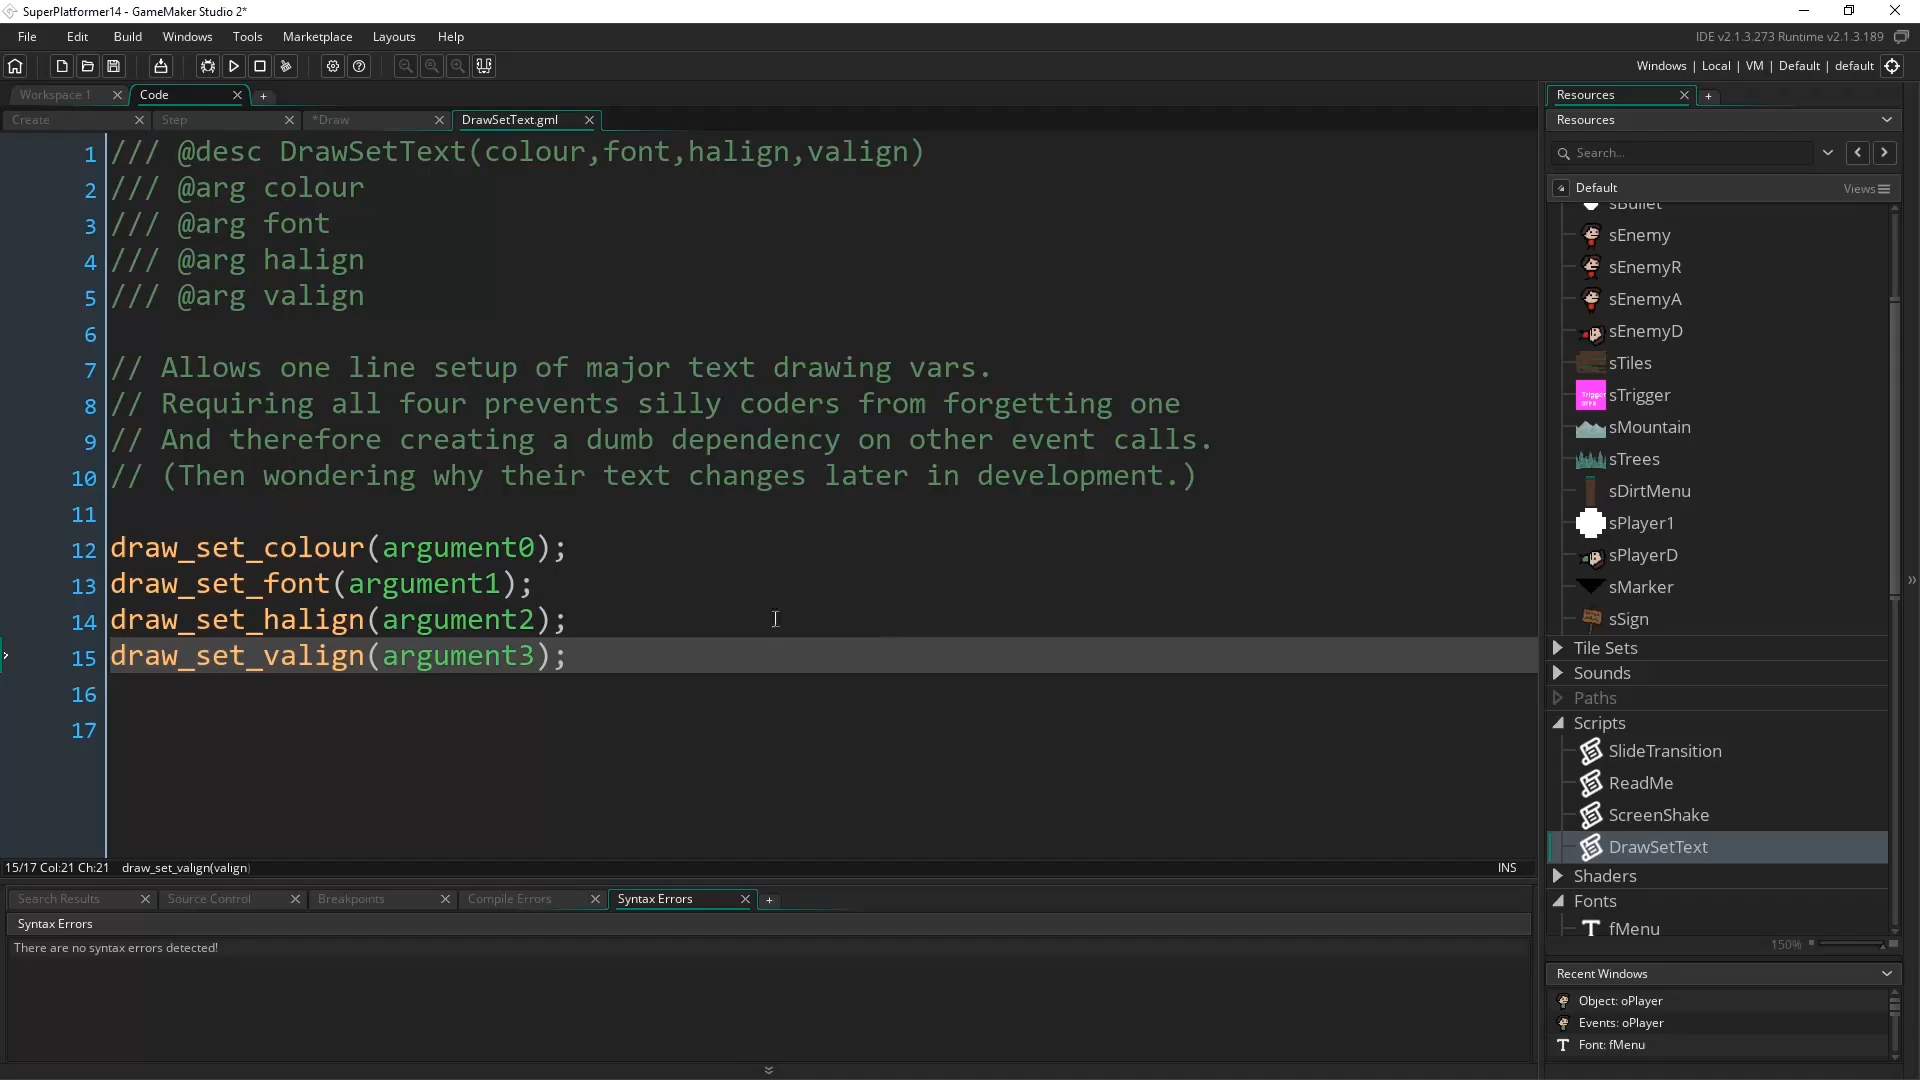 SuperPlatformer14 - GameMaker Studio 2*
File Edit Build Windows Tools Marketplace Layouts Help
IDE v2.1.3.273 Runtime v2.1.3.189
Windows | Local | VM | Default | default
Workspace 1
Code
Create
Step
*Draw
DrawSetText.gml
1 /// @desc DrawSetText(colour,font,halign,valign)
2 /// @arg colour
3 /// @arg font
4 /// @arg halign
5 /// @arg valign
6
7 // Allows one line setup of major text drawing vars.
8 // Requiring all four prevents silly coders from forgetting one
9 // And therefore creating a dumb dependency on other event calls.
10 // (Then wondering why their text changes later in development.)
11
12 draw_set_colour(argument0);
13 draw_set_font(argument1);
14 draw_set_halign(argument2);
15 draw_set_valign(argument3);
16
17
15/17 Col:21 Ch:21 draw_set_valign(valign)
INS
Search Results
Source Control
Breakpoints
Compile Errors
Syntax Errors
Syntax Errors
There are no syntax errors detected!
Resources
Resources
Search...
Default
Views
sBullet
sEnemy
sEnemyR
sEnemyA
sEnemyD
sTiles
Trigger
sTrigger
sMountain
sTrees
sDirtMenu
sPlayer1
sPlayerD
sMarker
sSign
Tile Sets
Sounds
Paths
Scripts
SlideTransition
ReadMe
ScreenShake
DrawSetText
Shaders
Fonts
fMenu
150%
Recent Windows
Object: oPlayer
Events: oPlayer
Font: fMenu